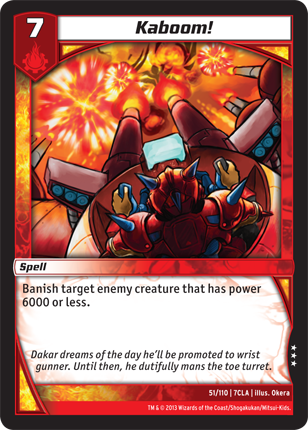 7
Kaboom!
Spell
Banish target enemy creature that has power
6000 or less.
Dakar dreams of the day he'll be promoted to wrist
gunner. Until then, he dutifully mans the toe turret.
51/110 | 7CLA | illus. Okera
TM & © 2013 Wizards of the Coast/Shogakukan/Mitsui-Kids.